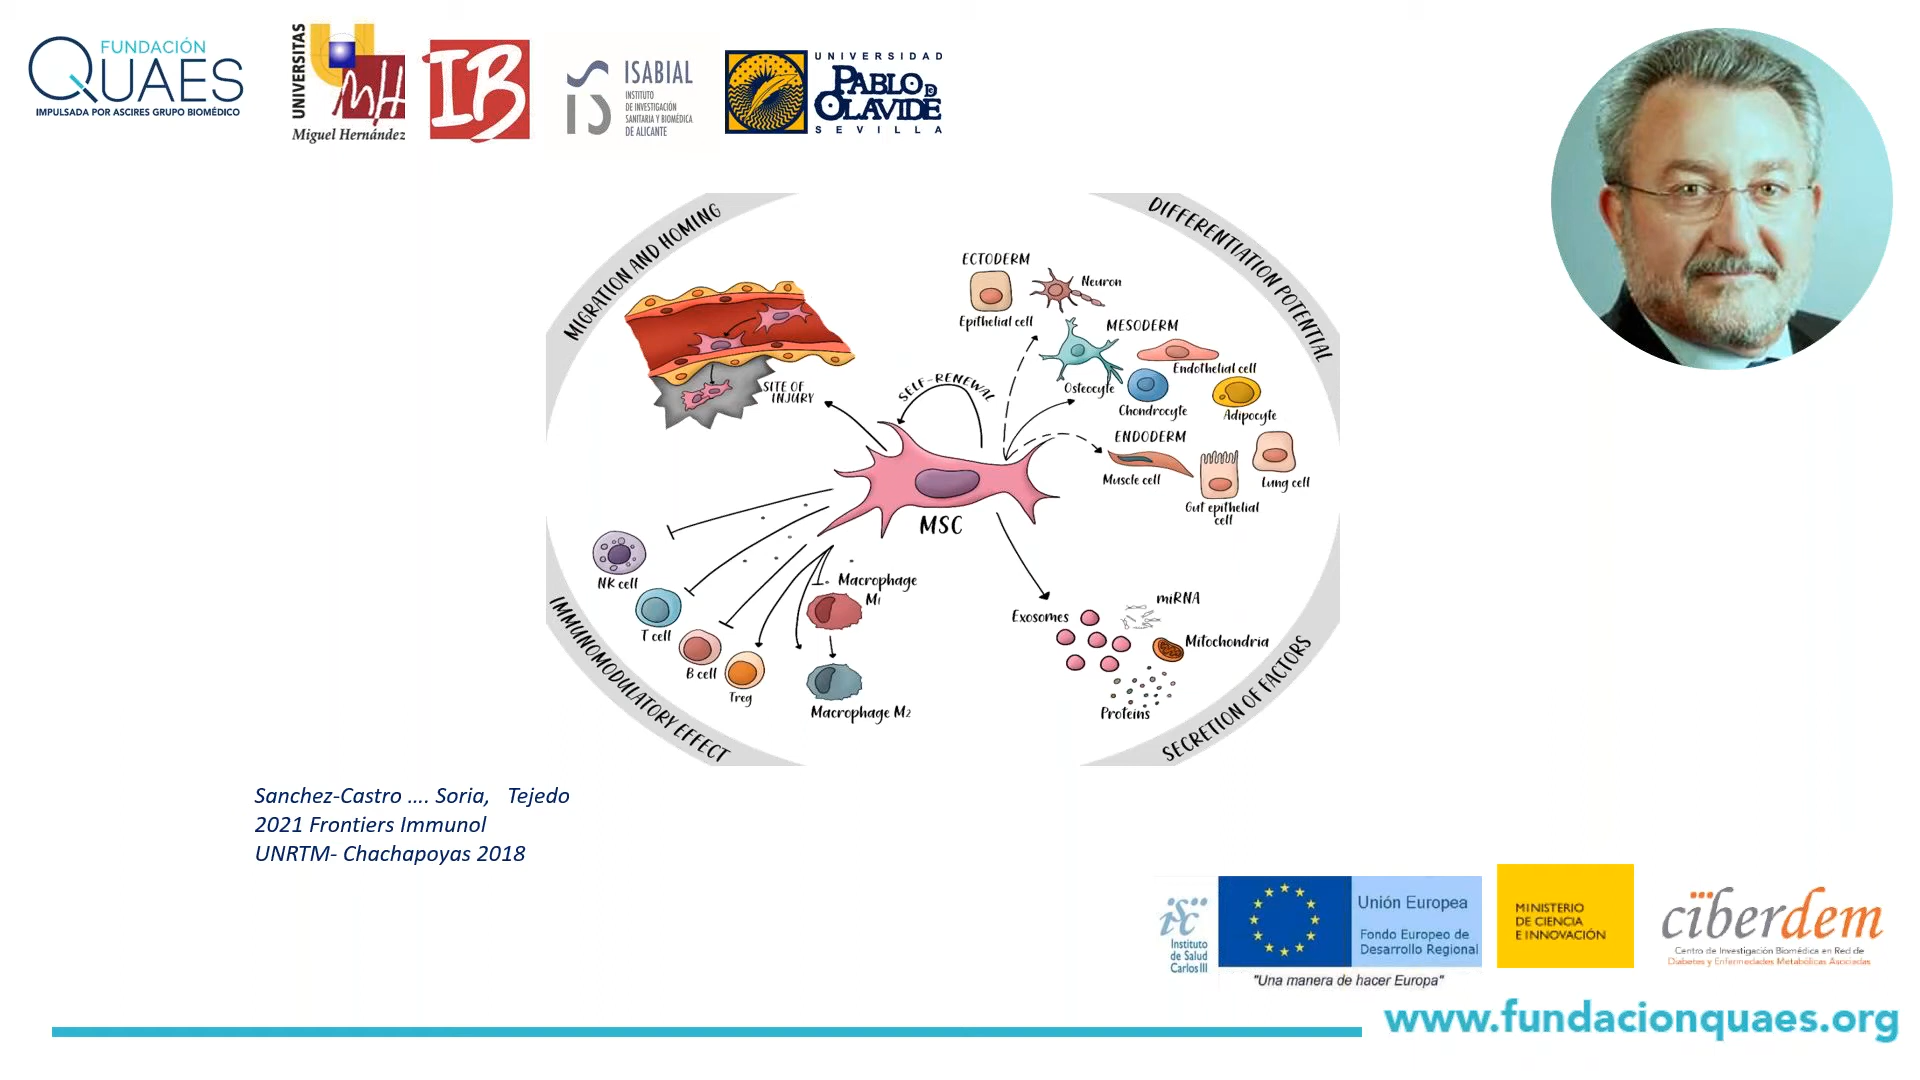 FUNDACIÓN
QUAES
IMPULSADA POR ASCIRES GRUPO BIOMÉDICO
UNIVERSITAS
Miguel Hernández
IB
ISABIAL
INSTITUTO
DE INVESTIGACIÓN
SANITARIA Y BIOMÉDICA
DE ALICANTE
UNIVERSIDAD
PABLO DE
OLAVIDE
SEVILLA
MIGRATION AND HOMING
DIFFERENTIATION POTENTIAL
ECTODERM
Neuron
Epithelial cell
MESODERM
Endothelial cell
Osteocyte
Chondrocyte
Adipocyte
SITE OF
INJURY
SELF-RENEWAL
ENDODERM
Muscle cell
Lung cell
Gut epithelial
cell
MSC
NK cell
T cell
B cell
Treg
Macrophage
M1
Macrophage M2
Exosomes
miRNA
Mitochondria
Proteins
IMMUNOMODULATORY EFFECT
SECRETION OF FACTORS
Sanchez-Castro .... Soria, Tejedo
2021 Frontiers Immunol
UNRTM- Chachapoyas 2018
isc
Instituto
de Salud
Carlos III
Unión Europea
Fondo Europeo de
Desarrollo Regional
"Una manera de hacer Europa"
MINISTERIO
DE CIENCIA
E INNOVACIÓN
ciberdem
Centro de Investigación Biomédica en Red de
Diabetes y Enfermedades Metabólicas Asociadas
www.fundacionquaes.org